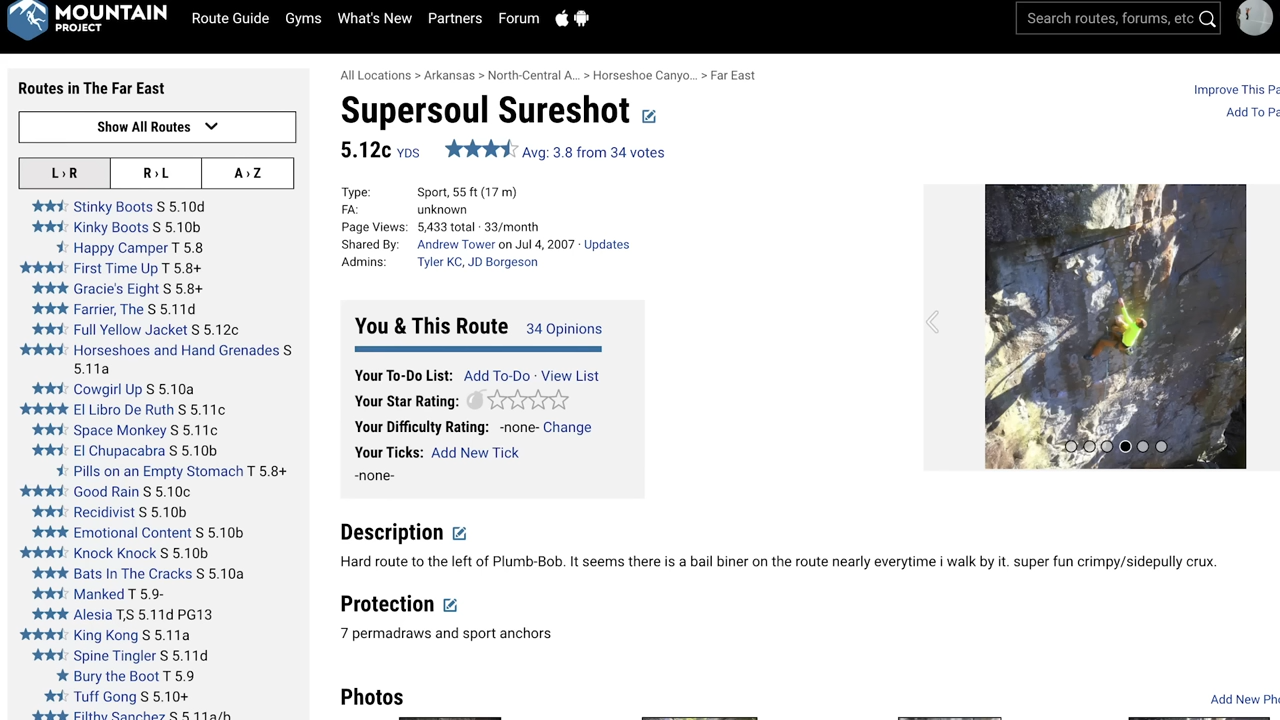 MOUNTAIN
PROJECT
Route Guide Gyms What's New Partners Forum
Search routes, forums, etc
Routes in The Far East
Show All Routes
L › R R › L A › Z
Stinky Boots S 5.10d
Kinky Boots S 5.10b
Happy Camper T 5.8
First Time Up T 5.8+
Gracie's Eight S 5.8+
Farrier, The S 5.11d
Full Yellow Jacket S 5.12c
Horseshoes and Hand Grenades S
5.11a
Cowgirl Up S 5.10a
El Libro De Ruth S 5.11c
Space Monkey S 5.11c
El Chupacabra S 5.10b
Pills on an Empty Stomach T 5.8+
Good Rain S 5.10c
Recidivist S 5.10b
Emotional Content S 5.10b
Knock Knock S 5.10b
Bats In The Cracks S 5.10a
Manked T 5.9-
Alesia T,S 5.11d PG13
King Kong S 5.11a
Spine Tingler S 5.11d
Bury the Boot T 5.9
Tuff Gong S 5.10+
Filthy Sanchez S 5.11a/b
All Locations > Arkansas > North-Central A... > Horseshoe Canyo... > Far East
Supersoul Sureshot
5.12c YDS Avg: 3.8 from 34 votes
Improve This Pa
Add To Pa
Type: Sport, 55 ft (17 m)
FA: unknown
Page Views: 5,433 total · 33/month
Shared By: Andrew Tower on Jul 4, 2007 · Updates
Admins: Tyler KC, JD Borgeson
You & This Route 34 Opinions
Your To-Do List: Add To-Do · View List
Your Star Rating:
Your Difficulty Rating: -none- Change
Your Ticks: Add New Tick
-none-
Description
Hard route to the left of Plumb-Bob. It seems there is a bail biner on the route nearly everytime i walk by it. super fun crimpy/sidepully crux.
Protection
7 permadraws and sport anchors
Photos
Add New Pho